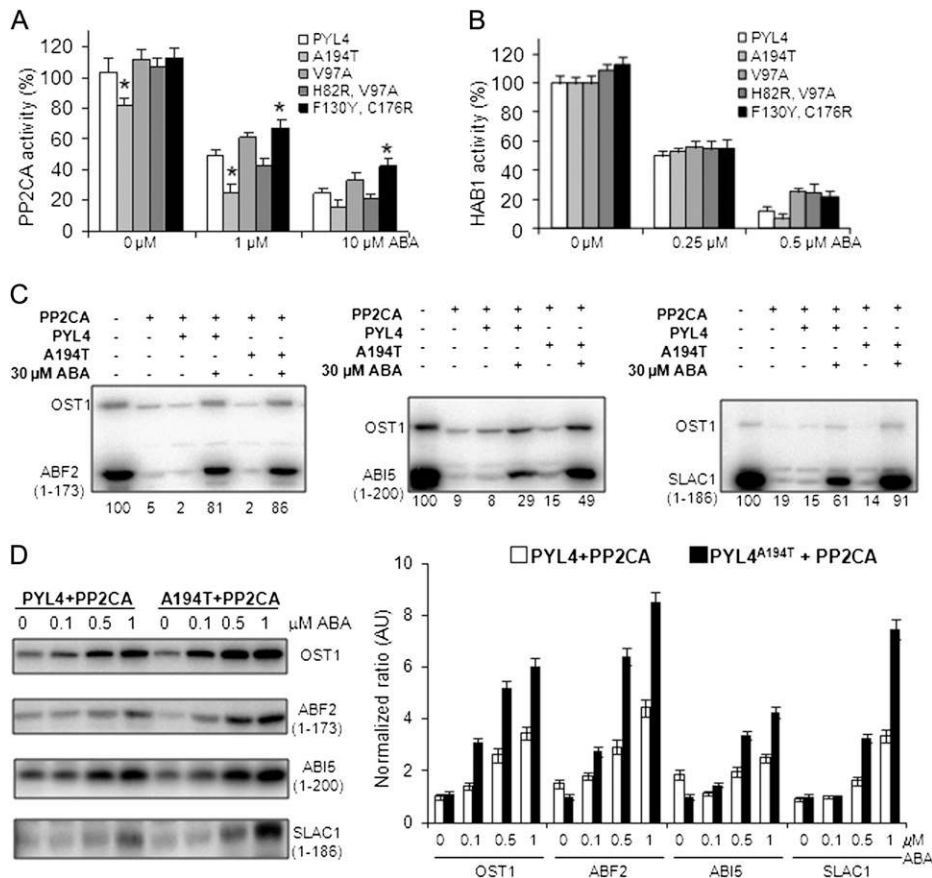 A
PP2CA activity (%)
120
100
80
60
40
20
0
PYL4
A194T
V97A
H82R, V97A
F130Y, C176R
*
*
*
*
0 µM
1 µM
10 µM ABA
B
HAB1 activity (%)
120
100
80
60
40
20
0
PYL4
A194T
V97A
H82R, V97A
F130Y, C176R
0 µM
0.25 µM
0.5 µM ABA
C
PP2CA - + + + + +
PYL4 - - + + - -
A194T - - - - + +
30 µM ABA - - - + - +
OST1
ABF2
(1-173)
100 5 2 81 2 86
PP2CA - + + + + +
PYL4 - - + + - -
A194T - - - - + +
30 µM ABA - - - + - +
OST1
ABI5
(1-200)
100 9 8 29 15 49
PP2CA - + + + + +
PYL4 - - + + - -
A194T - - - - + +
30 µM ABA - - - + - +
OST1
SLAC1
(1-186)
100 19 15 61 14 91
D
PYL4+PP2CA A194T+PP2CA
0 0.1 0.5 1 0 0.1 0.5 1 µM ABA
OST1
ABF2
(1-173)
ABI5
(1-200)
SLAC1
(1-186)
PYL4+PP2CA PYL4A194T + PP2CA
Normalized ratio (AU)
10
8
6
4
2
0
0 0.1 0.5 1 0 0.1 0.5 1 0 0.1 0.5 1 0 0.1 0.5 1 µM
ABA
OST1 ABF2 ABI5 SLAC1